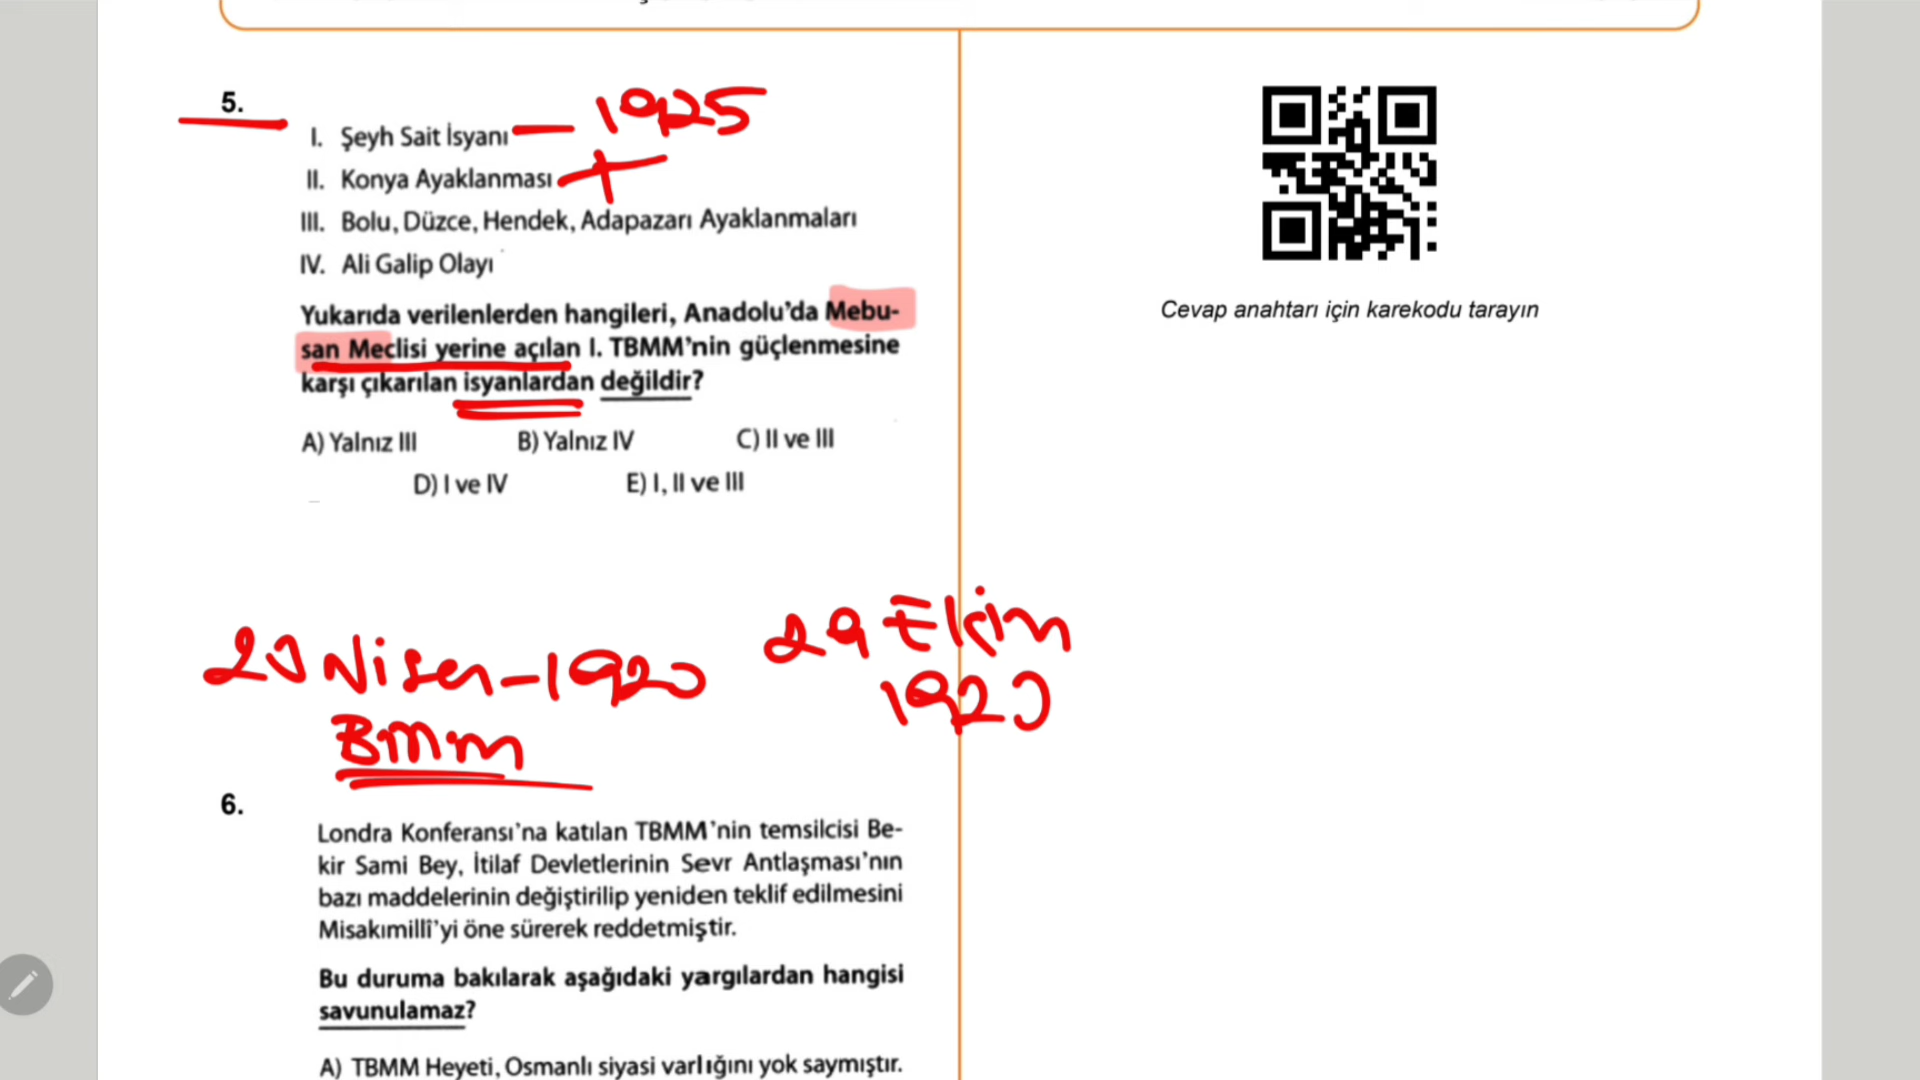 5.
I. Şeyh Sait İsyanı — 1925
II. Konya Ayaklanması
III. Bolu, Düzce, Hendek, Adapazarı Ayaklanmaları
IV. Ali Galip Olayı
Yukarıda verilenlerden hangileri, Anadolu'da Mebu-
san Meclisi yerine açılan I. TBMM'nin güçlenmesine
karşı çıkarılan isyanlardan değildir?
A) Yalnız III B) Yalnız IV C) II ve III
D) I ve IV E) I, II ve III
23 Nisan - 1920
BMM
29 Ekim
1923
6.
Londra Konferansı'na katılan TBMM'nin temsilcisi Be-
kir Sami Bey, İtilaf Devletlerinin Sevr Antlaşması'nın
bazı maddelerinin değiştirilip yeniden teklif edilmesini
Misakımillî'yi öne sürerek reddetmiştir.
Bu duruma bakılarak aşağıdaki yargılardan hangisi
savunulamaz?
A) TBMM Heyeti, Osmanlı siyasi varlığını yok saymıştır.
Cevap anahtarı için karekodu tarayın